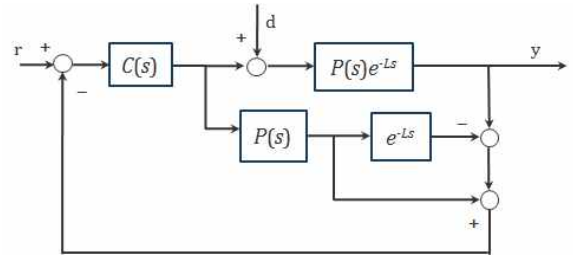 d
r + C(s) + P(s)e^{-Ls} y
−
P(s) e^{-Ls} −
+